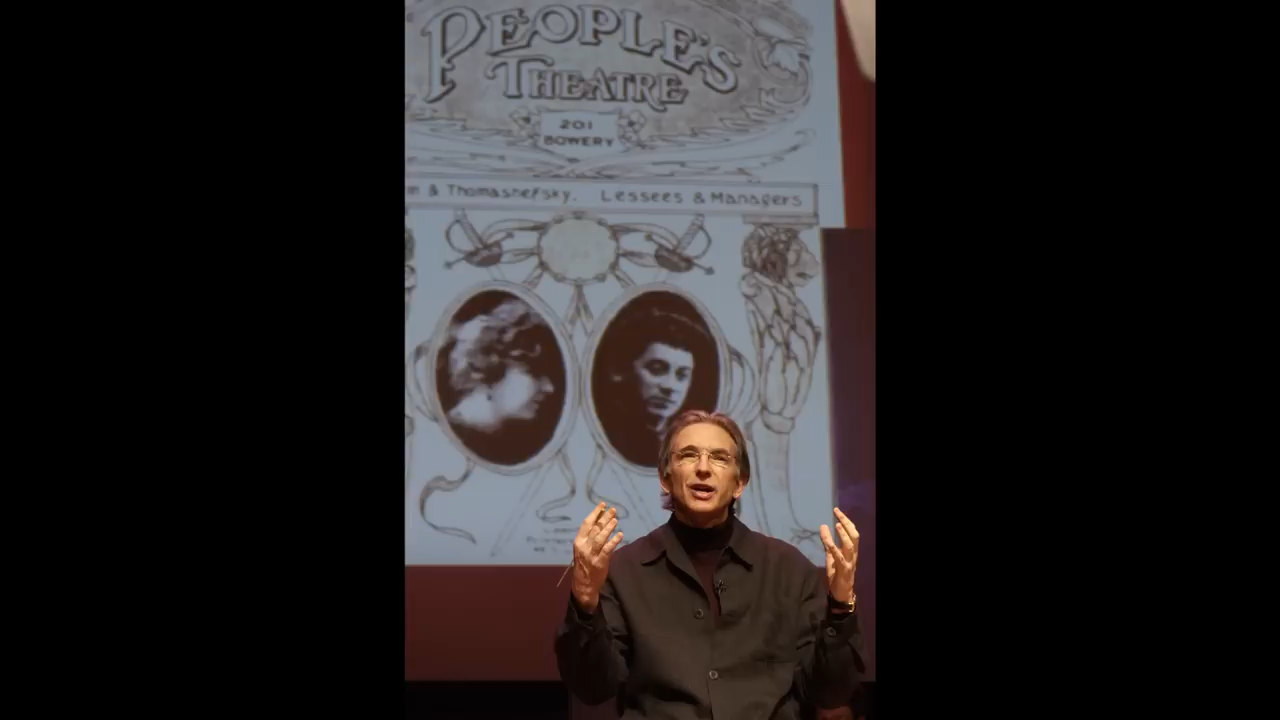 PEOPLE'S
THEATRE
201
BOWERY
& Thomashefsky. Lessees & Managers